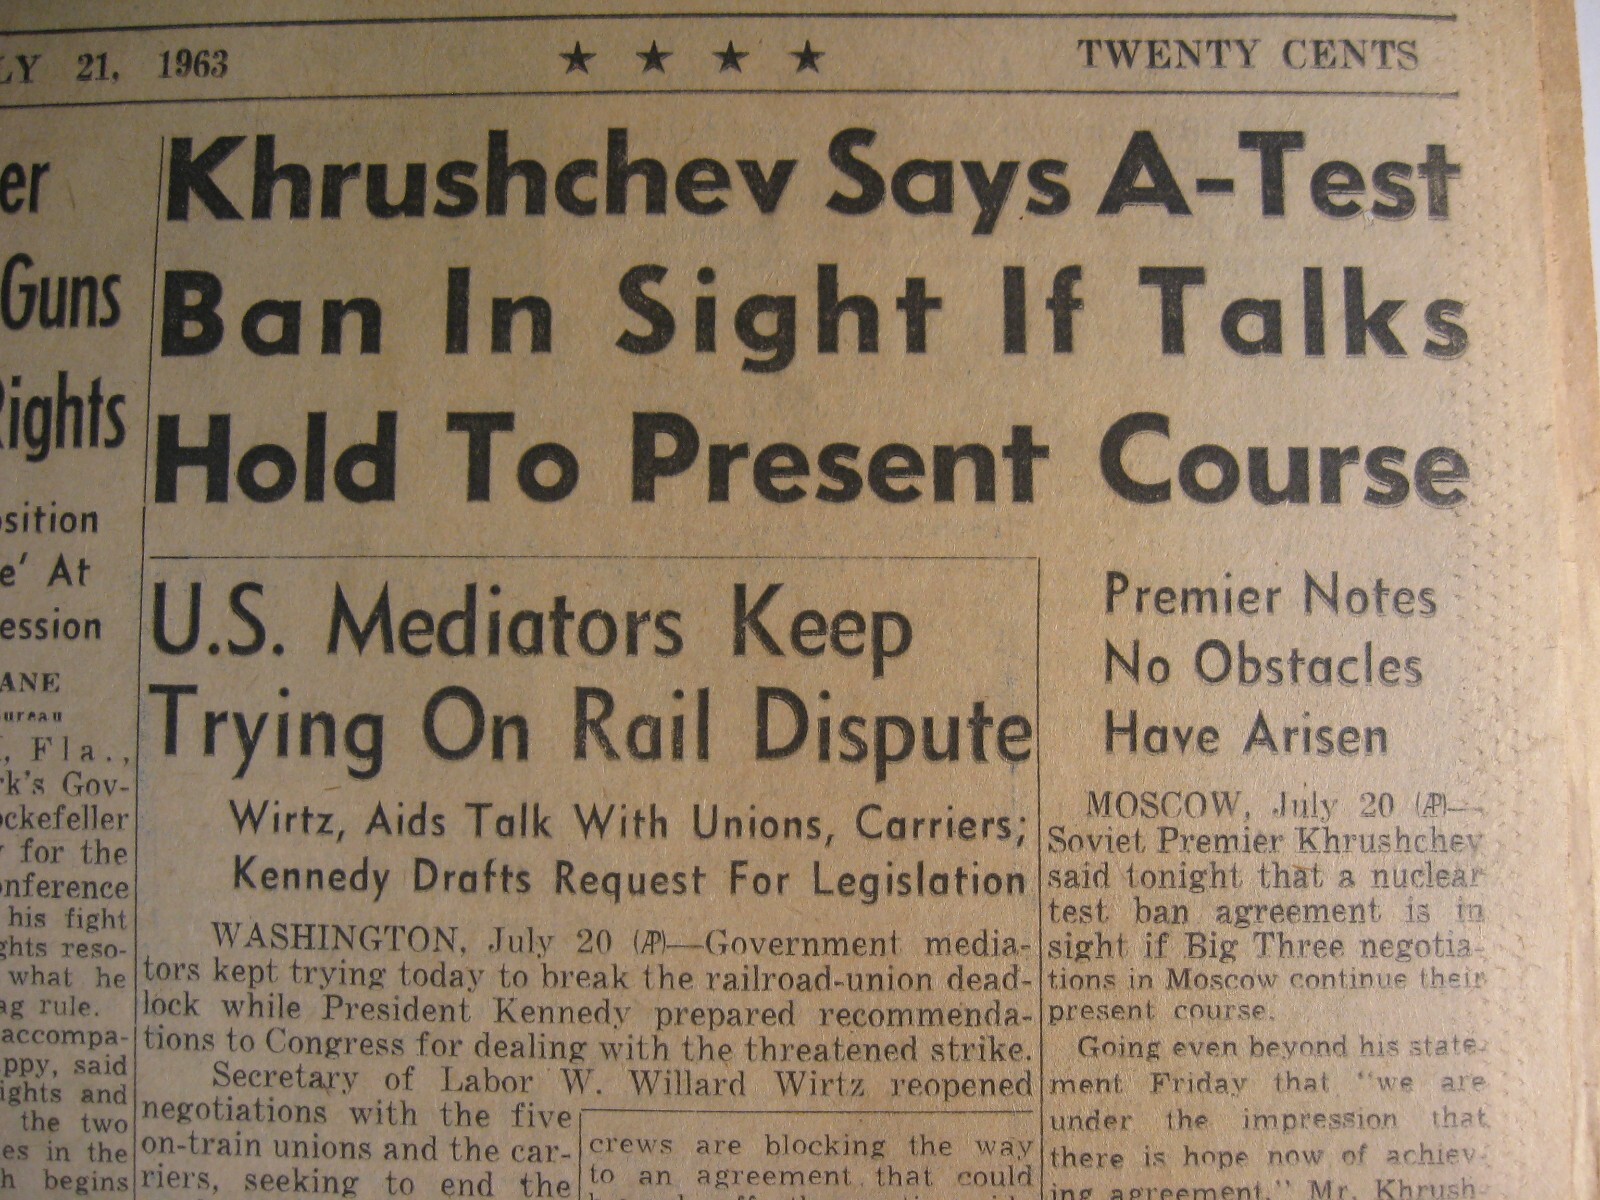 21, 1963 ★ ★ ★ ★ TWENTY CENTS
er
Guns
ights
sition
e' At
ession
ANE
ureau
, Fla.,
rk's Gov-
ockefeller
for the
onference
his fight
ghts reso-
what he
ag rule.
accompa-
ppy, said
ights and
the two
es in the
h begins
Khrushchev Says A-Test
Ban In Sight If Talks
Hold To Present Course
U.S. Mediators Keep
Trying On Rail Dispute
Wirtz, Aids Talk With Unions, Carriers;
Kennedy Drafts Request For Legislation
WASHINGTON, July 20 (AP)—Government media-
tors kept trying today to break the railroad-union dead-
lock while President Kennedy prepared recommenda-
tions to Congress for dealing with the threatened strike.
Secretary of Labor W. Willard Wirtz reopened
negotiations with the five
on-train unions and the car-
riers, seeking to end the
crews are blocking the way
to an agreement that could
Premier Notes
No Obstacles
Have Arisen
MOSCOW, July 20 (AP)—
Soviet Premier Khrushchev
said tonight that a nuclear
test ban agreement is in
sight if Big Three negotia-
tions in Moscow continue their
present course.
Going even beyond his state-
ment Friday that "we are
under the impression that
there is hope now of achiev-
ing agreement," Mr. Khrush-